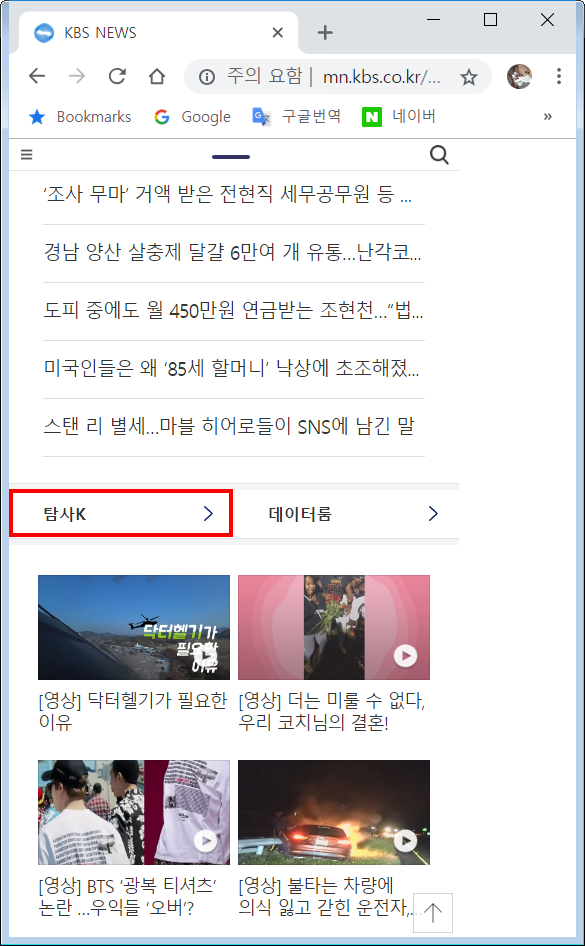 KBS NEWS
주의 요함 | mn.kbs.co.kr/...
Bookmarks Google 구글번역 네이버 »
‘조사 무마’ 거액 받은 전현직 세무공무원 등 ...
경남 양산 살충제 달걀 6만여 개 유통...난각코...
도피 중에도 월 450만원 연금받는 조현천...“법...
미국인들은 왜 ‘85세 할머니’ 낙상에 초조해졌...
스탠 리 별세...마블 히어로들이 SNS에 남긴 말
탐사K 데이터룸
닥터헬기가
필요한
이유
[영상] 닥터헬기가 필요한
이유
[영상] 더는 미룰 수 없다,
우리 코치님의 결혼!
[영상] BTS ‘광복 티셔츠’
논란 ...우익들 ‘오버’?
[영상] 불타는 차량에
의식 잃고 갇힌 운전자,...